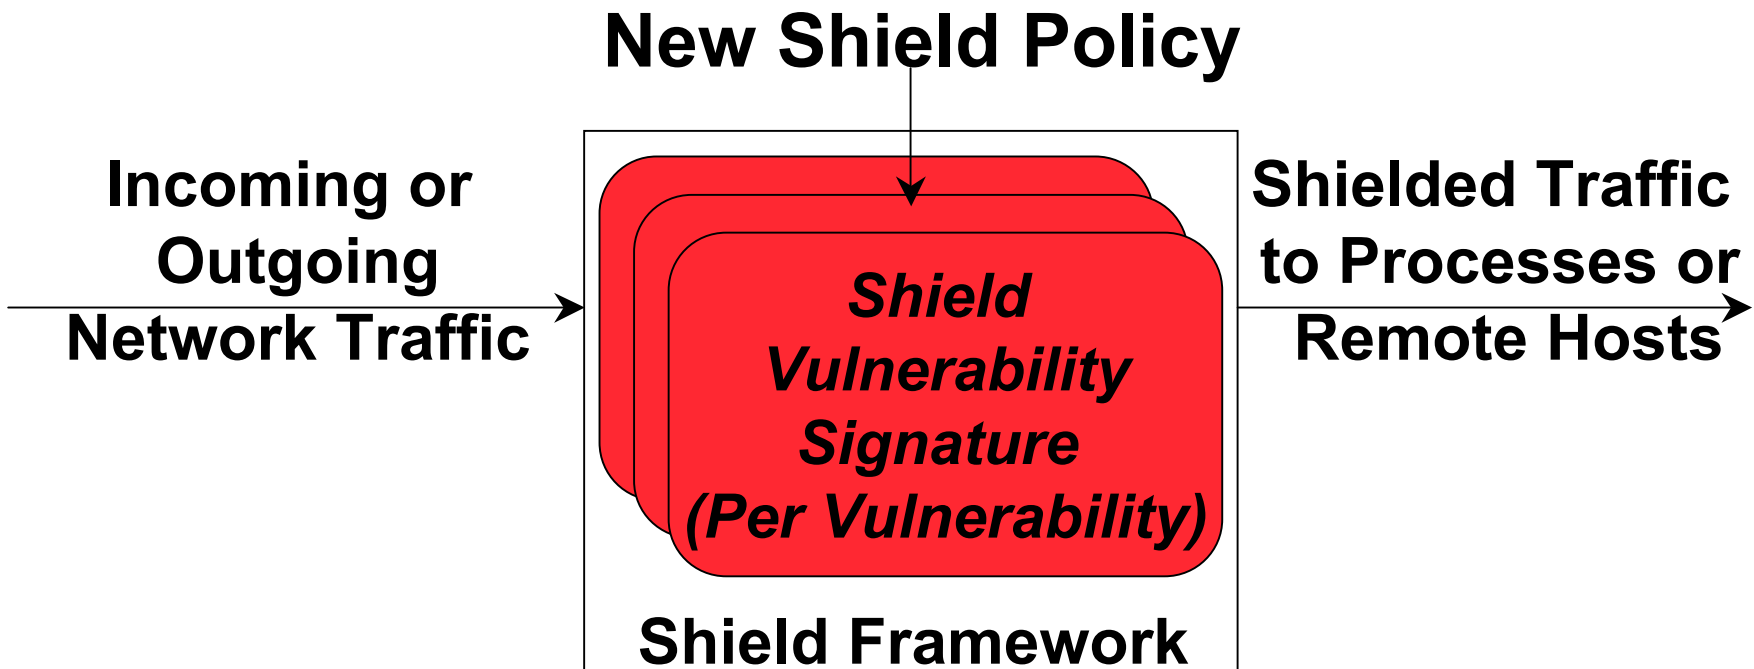 New Shield Policy
Incoming or
Outgoing
Network Traffic
Shield
Vulnerability
Signature
(Per Vulnerability)
Shield Framework
Shielded Traffic
to Processes or
Remote Hosts